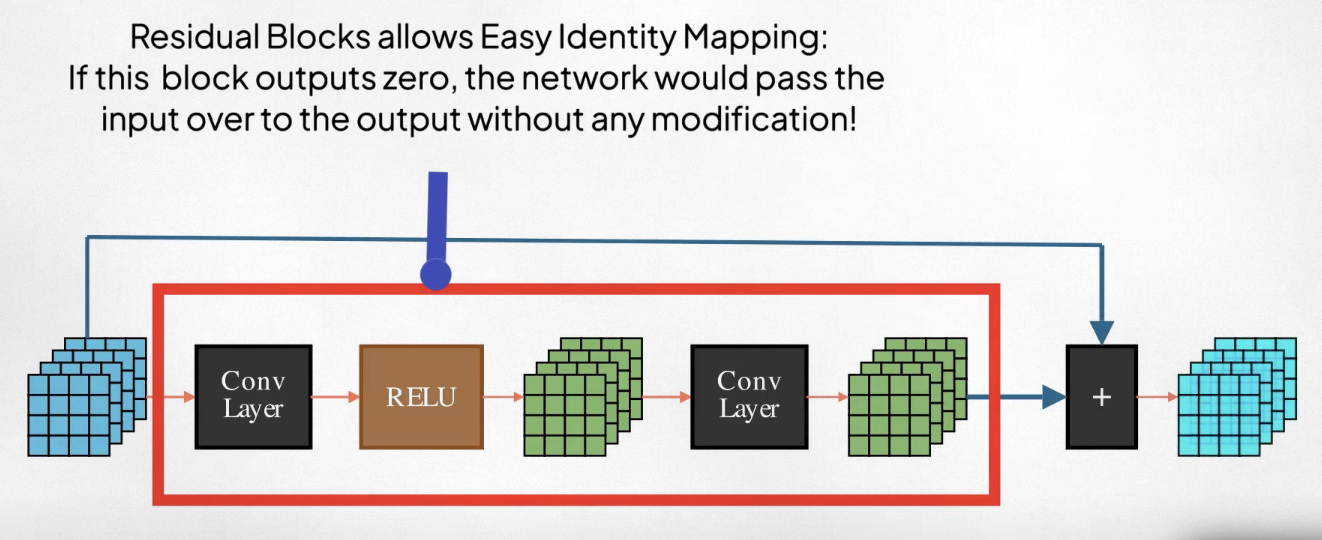 Residual Blocks allows Easy Identity Mapping:
If this block outputs zero, the network would pass the
input over to the output without any modification!
Conv
Layer
RELU
Conv
Layer
+